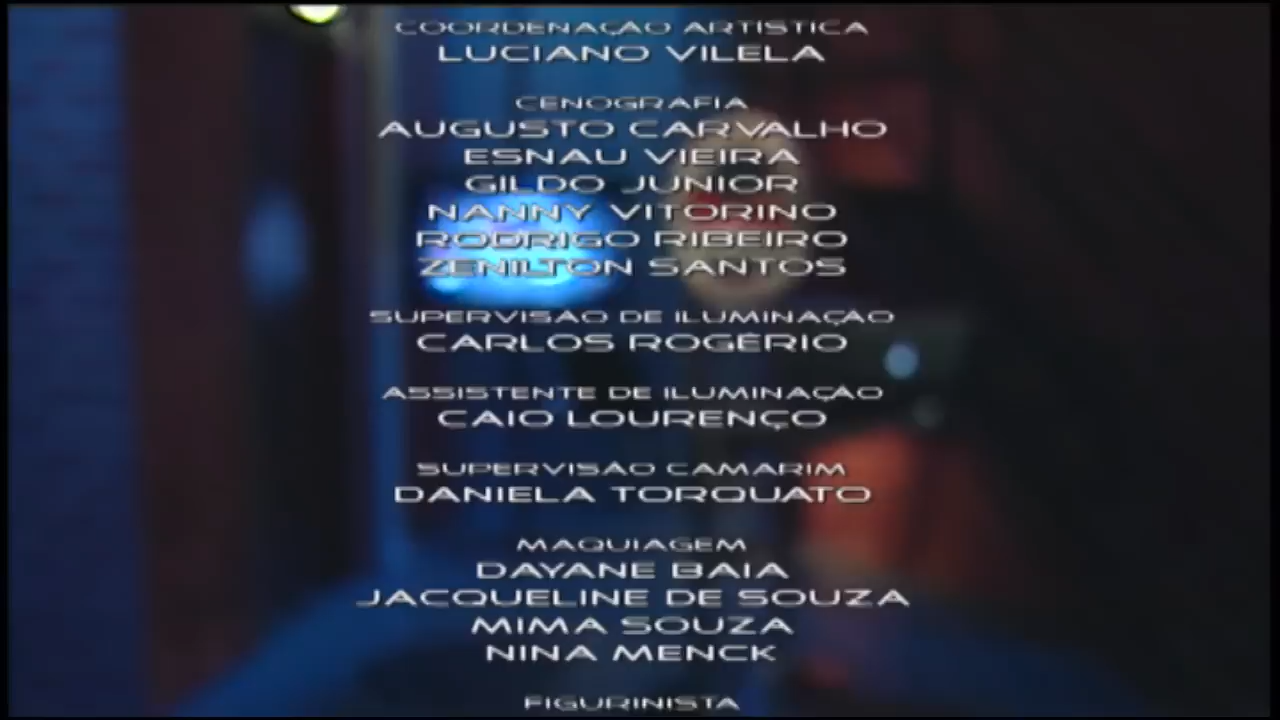 COORDENAÇÃO ARTÍSTICA
LUCIANO VILELA
CENOGRAFIA
AUGUSTO CARVALHO
ESNAU VIEIRA
GILDO JUNIOR
NANNY VITORINO
RODRIGO RIBEIRO
ZENILTON SANTOS
SUPERVISÃO DE ILUMINAÇÃO
CARLOS ROGÉRIO
ASSISTENTE DE ILUMINAÇÃO
CAIO LOURENÇO
SUPERVISÃO CAMARIM
DANIELA TORQUATO
MAQUIAGEM
DAYANE BAIA
JACQUELINE DE SOUZA
MIMA SOUZA
NINA MENCK
FIGURINISTA